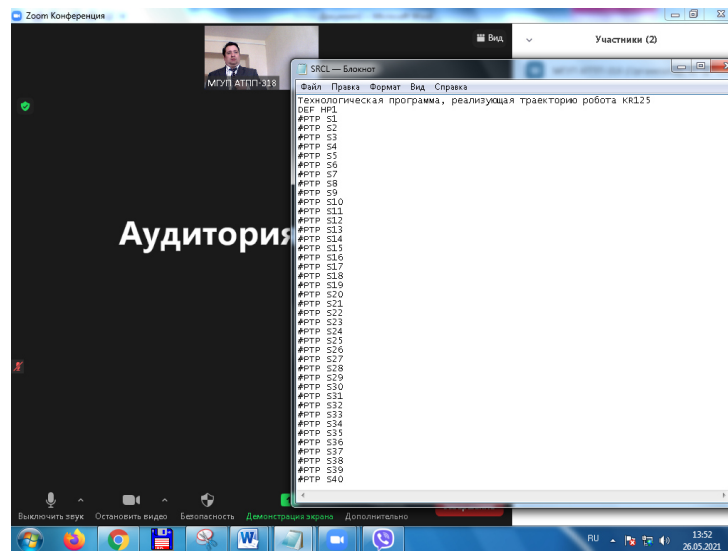 Zoom Конференция
Вид
Участники (2)
МГУП АТПП-318
SRCL — Блокнот
Файл Правка Формат Вид Справка
Технологическая программа, реализующая траекторию робота KR125
DEF HP1
#PTP S1
#PTP S2
#PTP S3
#PTP S4
#PTP S5
#PTP S6
#PTP S7
#PTP S8
#PTP S9
#PTP S10
#PTP S11
#PTP S12
#PTP S13
#PTP S14
#PTP S15
#PTP S16
#PTP S17
#PTP S18
#PTP S19
#PTP S20
#PTP S21
#PTP S22
#PTP S23
#PTP S24
#PTP S25
#PTP S26
#PTP S27
#PTP S28
#PTP S29
#PTP S30
#PTP S31
#PTP S32
#PTP S33
#PTP S34
#PTP S35
#PTP S36
#PTP S37
#PTP S38
#PTP S39
#PTP S40
Аудитория
Выключить звук Остановить видео Безопасность Демонстрация экрана Дополнительно
RU 13:52
26.05.2021